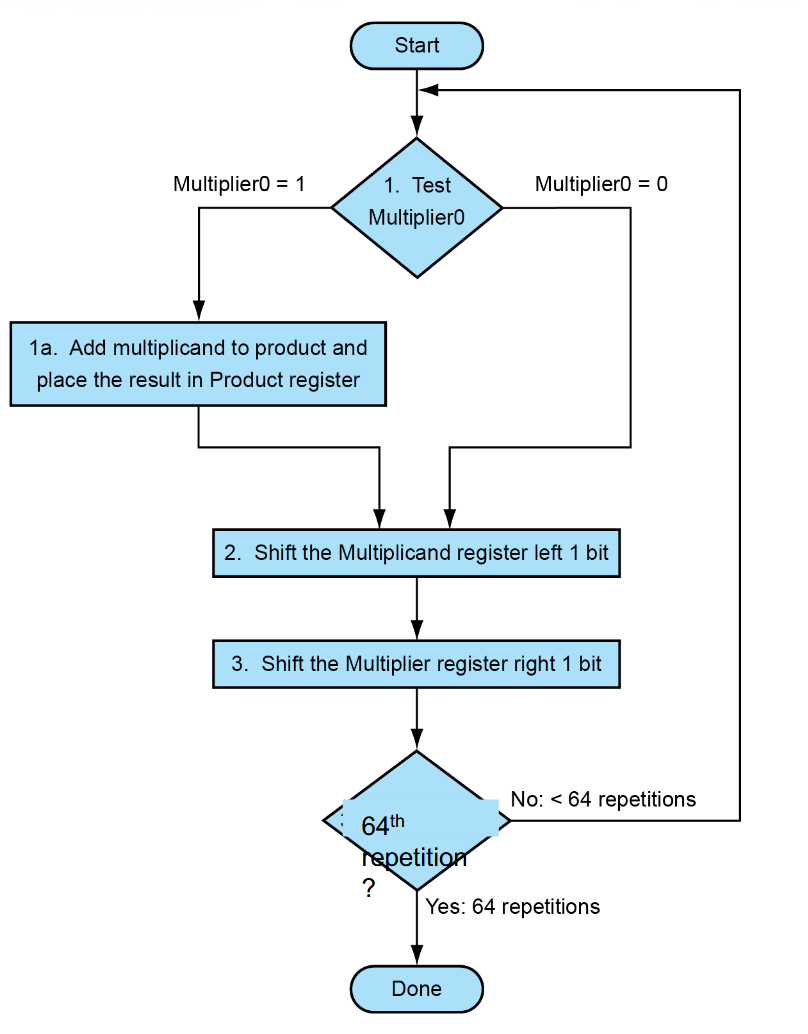 Start
Multiplier0 = 1
1. Test
Multiplier0
Multiplier0 = 0
1a. Add multiplicand to product and
place the result in Product register
2. Shift the Multiplicand register left 1 bit
3. Shift the Multiplier register right 1 bit
64th
repetition
?
No: < 64 repetitions
Yes: 64 repetitions
Done